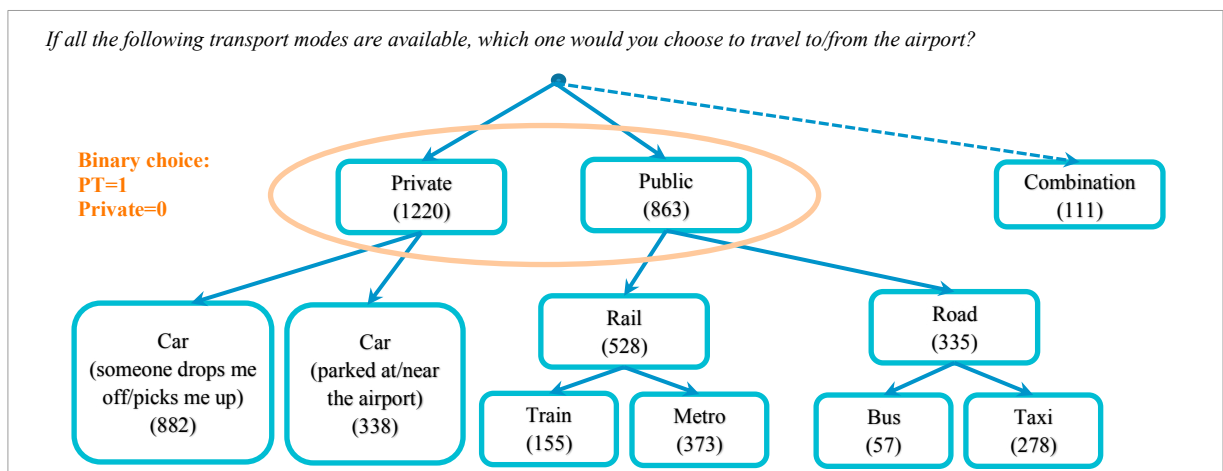 If all the following transport modes are available, which one would you choose to travel to/from the airport?
Binary choice:
PT=1
Private=0
Private
(1220)
Public
(863)
Combination
(111)
Car
(someone drops me
off/picks me up)
(882)
Car
(parked at/near
the airport)
(338)
Rail
(528)
Road
(335)
Train
(155)
Metro
(373)
Bus
(57)
Taxi
(278)